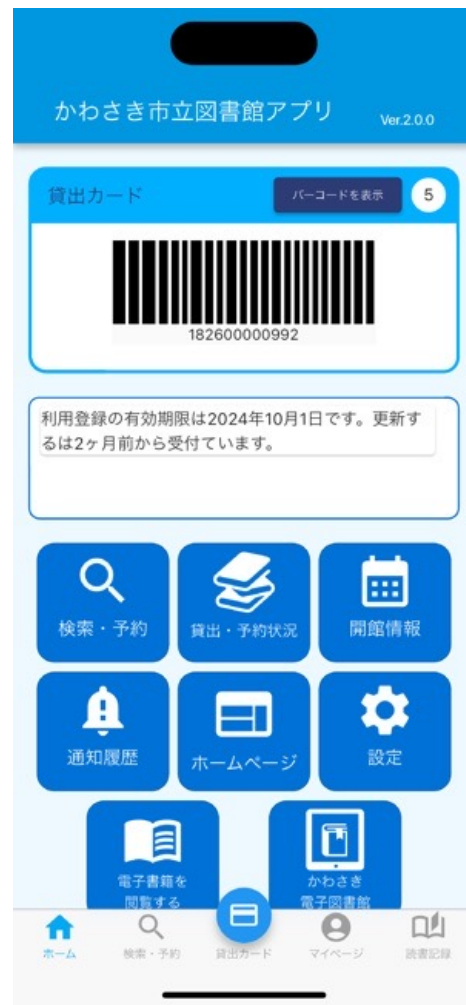 かわさき市立図書館アプリ Ver.2.0.0
貸出カード バーコードを表示 5
182600000992
利用登録の有効期限は2024年10月1日です。更新す
るは2ヶ月前から受付ています。
検索・予約 貸出・予約状況 開館情報
通知履歴 ホームページ 設定
電子書籍を かわさき
閲覧する 電子図書館
ホーム 検索・予約 貸出カード マイページ 読書記録